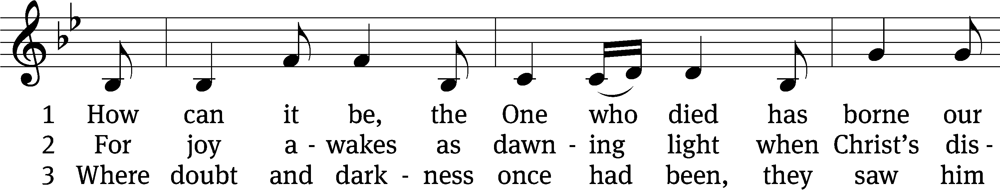 1 How can it be, the One who died has borne our
2 For joy a - wakes as dawn - ing light when Christ’s dis -
3 Where doubt and dark - ness once had been, they saw him